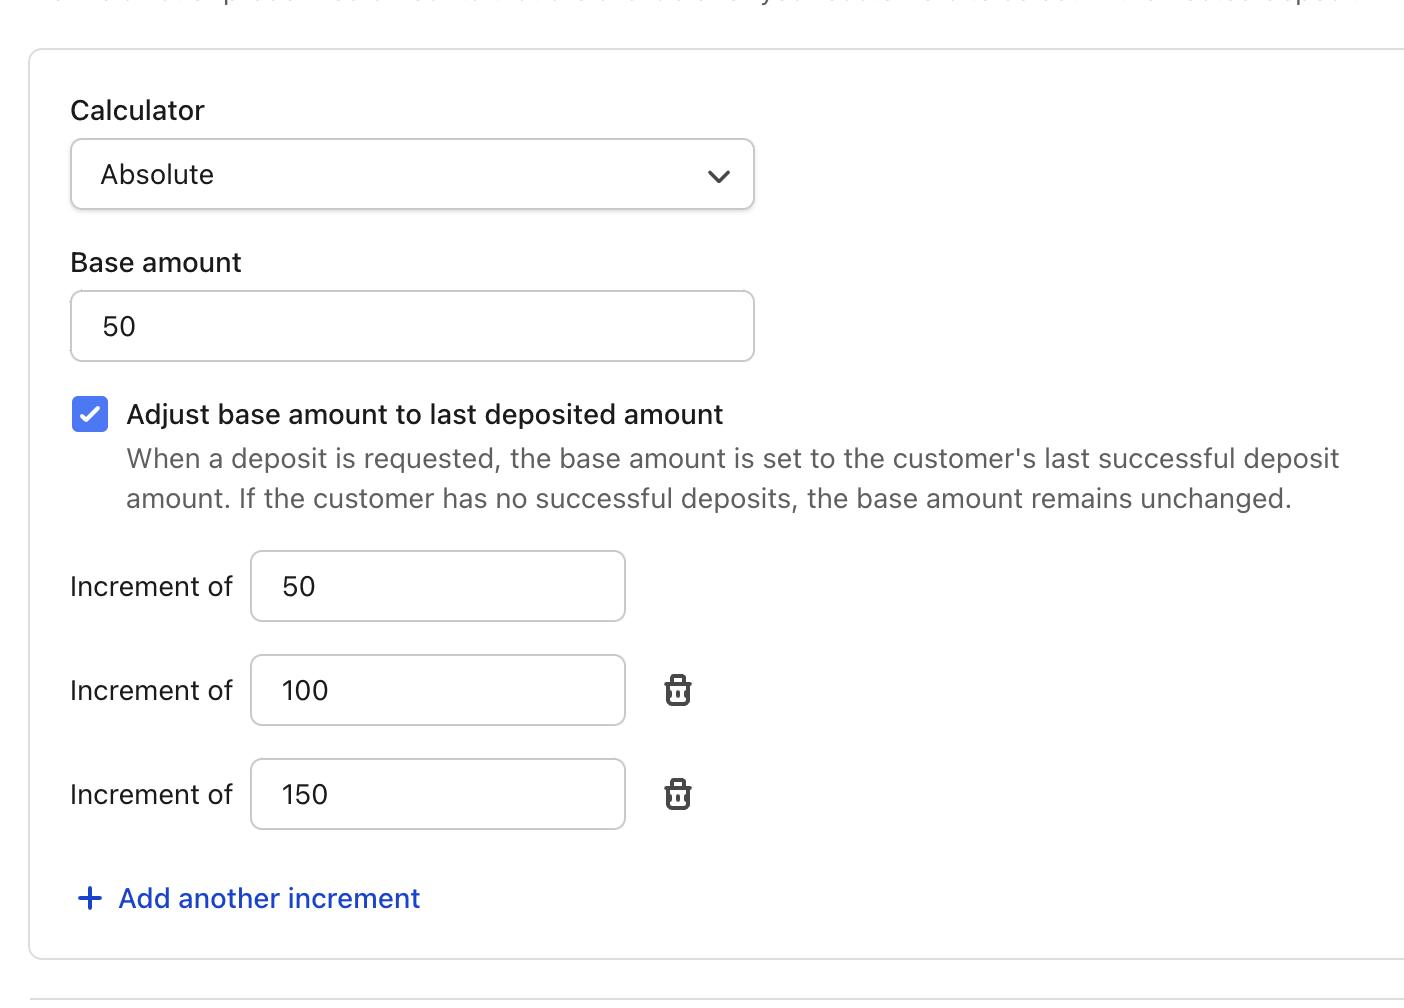 Calculator
Absolute
Base amount
50
Adjust base amount to last deposited amount
When a deposit is requested, the base amount is set to the customer's last successful deposit
amount. If the customer has no successful deposits, the base amount remains unchanged.
Increment of 50
Increment of 100
Increment of 150
Add another increment